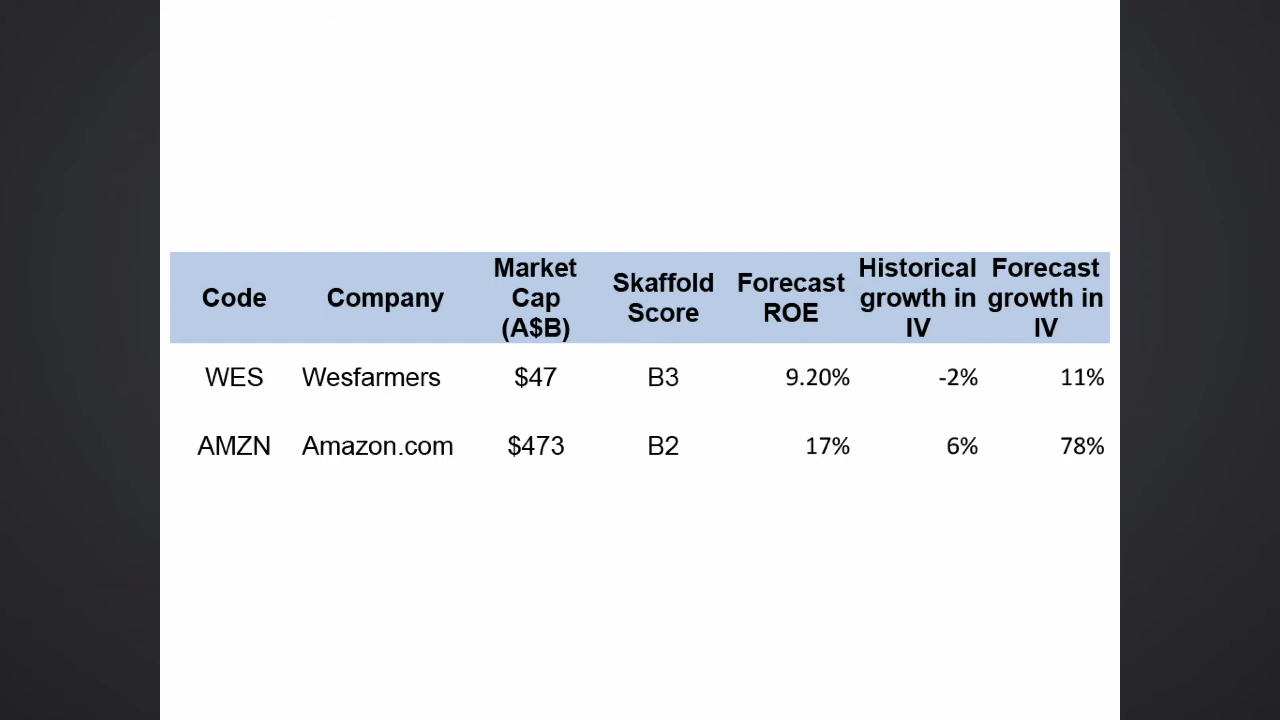 Code Company Market Cap (A$B) Skaffold Score Forecast ROE Historical growth in IV Forecast growth in IV
WES Wesfarmers $47 B3 9.20% -2% 11%
AMZN Amazon.com $473 B2 17% 6% 78%